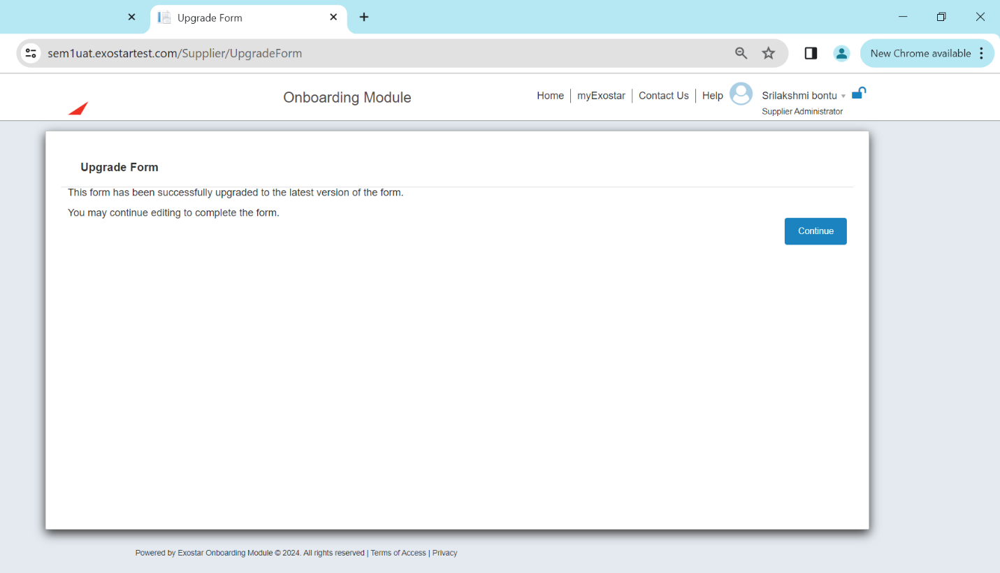 Upgrade Form
sem1uat.exostartest.com/Supplier/UpgradeForm
New Chrome available
Onboarding Module
Home
myExostar
Contact Us
Help
Srilakshmi bontu
Supplier Administrator
Upgrade Form
This form has been successfully upgraded to the latest version of the form.
You may continue editing to complete the form.
Continue
Powered by Exostar Onboarding Module © 2024. All rights reserved | Terms of Access | Privacy